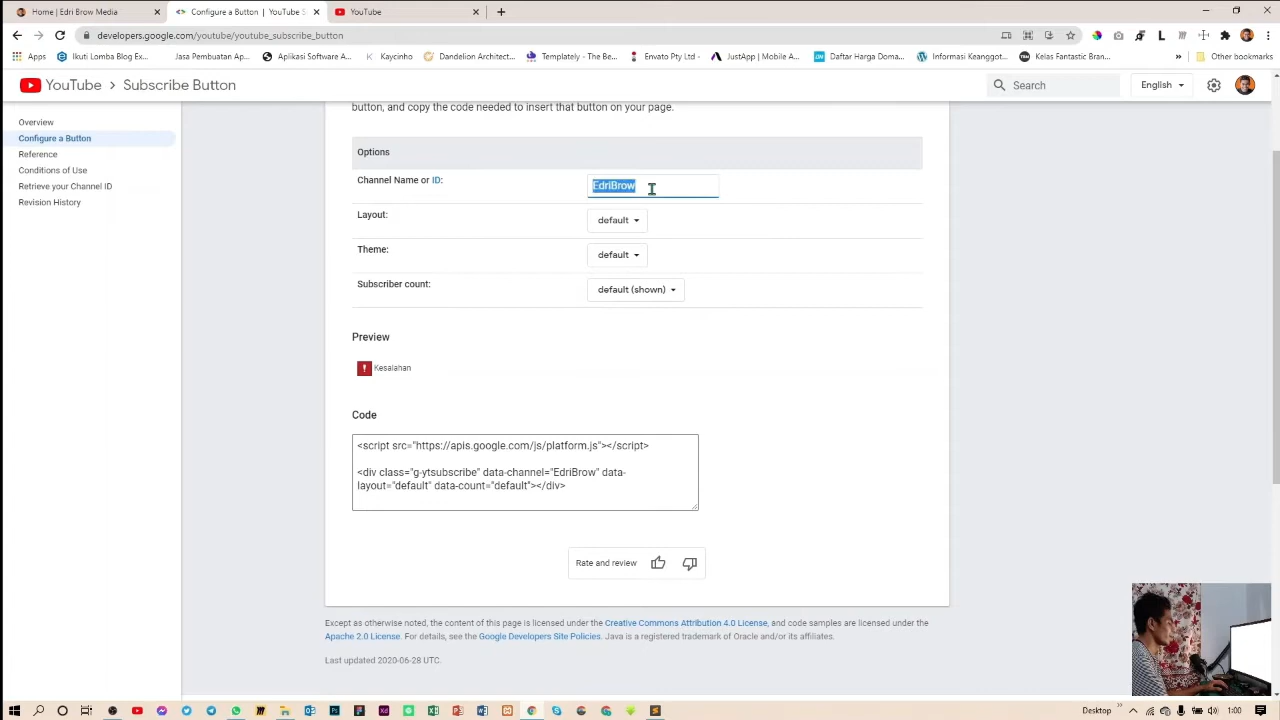 Home | Edri Brow Media
Configure a Button | YouTube S
YouTube
developers.google.com/youtube/youtube_subscribe_button
Apps
Ikuti Lomba Blog Ex...
Jasa Pembuatan Ap...
Aplikasi Software A...
Kaycinho
Dandelion Architect...
Templately - The Be...
Envato Pty Ltd -
JustApp | Mobile A...
Daftar Harga Doma...
Informasi Keanggot...
Kelas Fantastic Bran...
»
Other bookmarks
YouTube > Subscribe Button
Search
English
Overview
Configure a Button
Reference
Conditions of Use
Retrieve your Channel ID
Revision History
button, and copy the code needed to insert that button on your page.
Options
Channel Name or ID:
EdriBrow
Layout:
default
Theme:
default
Subscriber count:
default (shown)
Preview
Kesalahan
Code
<script src="https://apis.google.com/js/platform.js"></script>
<div class="g-ytsubscribe" data-channel="EdriBrow" data-
layout="default" data-count="default"></div>
Rate and review
Except as otherwise noted, the content of this page is licensed under the Creative Commons Attribution 4.0 License, and code samples are licensed under the
Apache 2.0 License. For details, see the Google Developers Site Policies. Java is a registered trademark of Oracle and/or its affiliates.
Last updated 2020-06-28 UTC.
Desktop
1:00